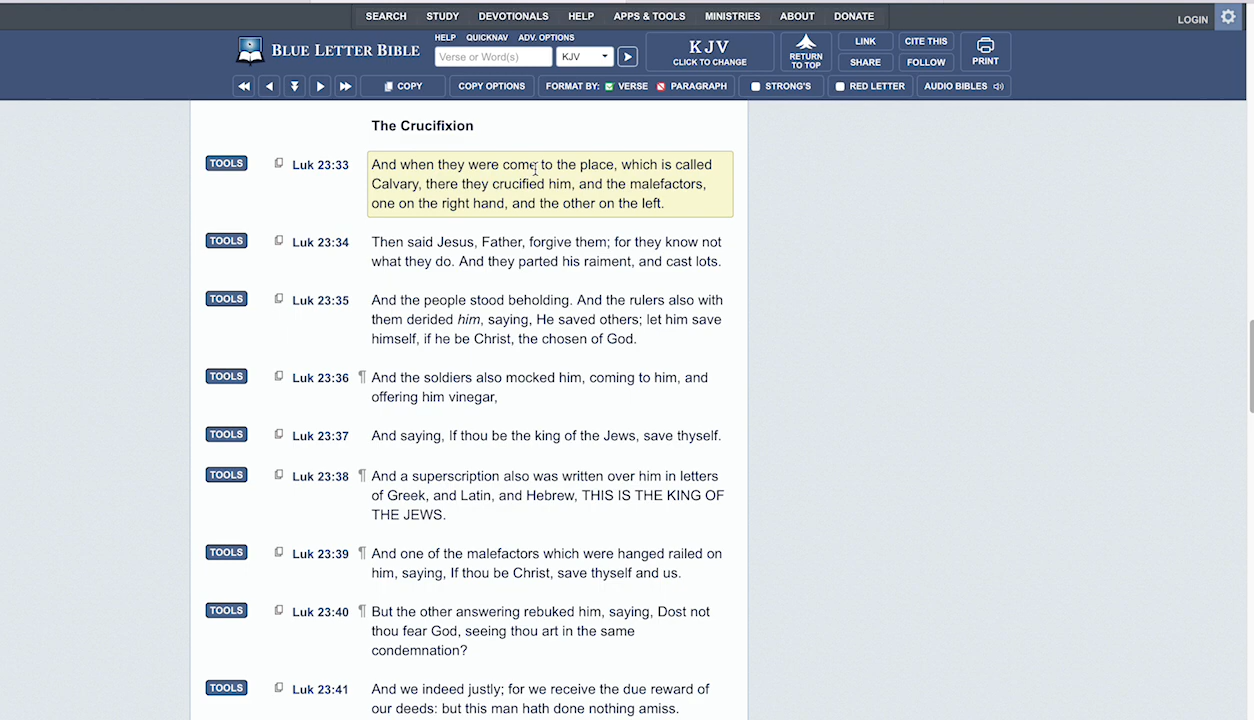 SEARCH STUDY DEVOTIONALS HELP APPS & TOOLS MINISTRIES ABOUT DONATE
LOGIN
BLUE LETTER BIBLE
HELP QUICKNAV ADV. OPTIONS
Verse or Word(s) KJV
KJV
CLICK TO CHANGE
RETURN
TO TOP
LINK CITE THIS
SHARE FOLLOW
PRINT
COPY COPY OPTIONS FORMAT BY: VERSE PARAGRAPH STRONG'S RED LETTER AUDIO BIBLES
The Crucifixion
TOOLS Luk 23:33 And when they were come to the place, which is called
Calvary, there they crucified him, and the malefactors,
one on the right hand, and the other on the left.
TOOLS Luk 23:34 Then said Jesus, Father, forgive them; for they know not
what they do. And they parted his raiment, and cast lots.
TOOLS Luk 23:35 And the people stood beholding. And the rulers also with
them derided him, saying, He saved others; let him save
himself, if he be Christ, the chosen of God.
TOOLS Luk 23:36 ¶ And the soldiers also mocked him, coming to him, and
offering him vinegar,
TOOLS Luk 23:37 And saying, If thou be the king of the Jews, save thyself.
TOOLS Luk 23:38 ¶ And a superscription also was written over him in letters
of Greek, and Latin, and Hebrew, THIS IS THE KING OF
THE JEWS.
TOOLS Luk 23:39 ¶ And one of the malefactors which were hanged railed on
him, saying, If thou be Christ, save thyself and us.
TOOLS Luk 23:40 ¶ But the other answering rebuked him, saying, Dost not
thou fear God, seeing thou art in the same
condemnation?
TOOLS Luk 23:41 And we indeed justly; for we receive the due reward of
our deeds: but this man hath done nothing amiss.